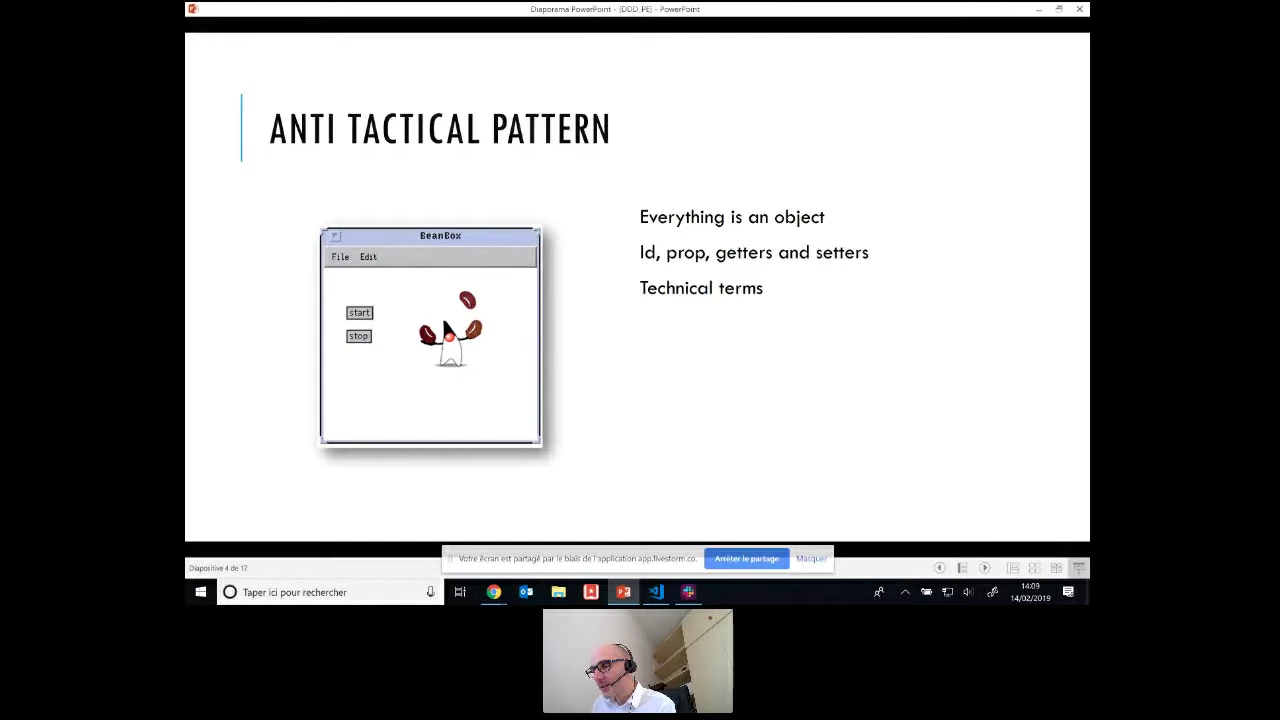 Diaporama PowerPoint - [DDD_PE] - PowerPoint
ANTI TACTICAL PATTERN
BeanBox
File Edit
start
stop
Everything is an object
Id, prop, getters and setters
Technical terms
Votre écran est partagé par le biais de l'application app.livestorm.co.
Arrêter le partage
Masquer
Diapositive 4 de 17
Taper ici pour rechercher
14:09
14/02/2019